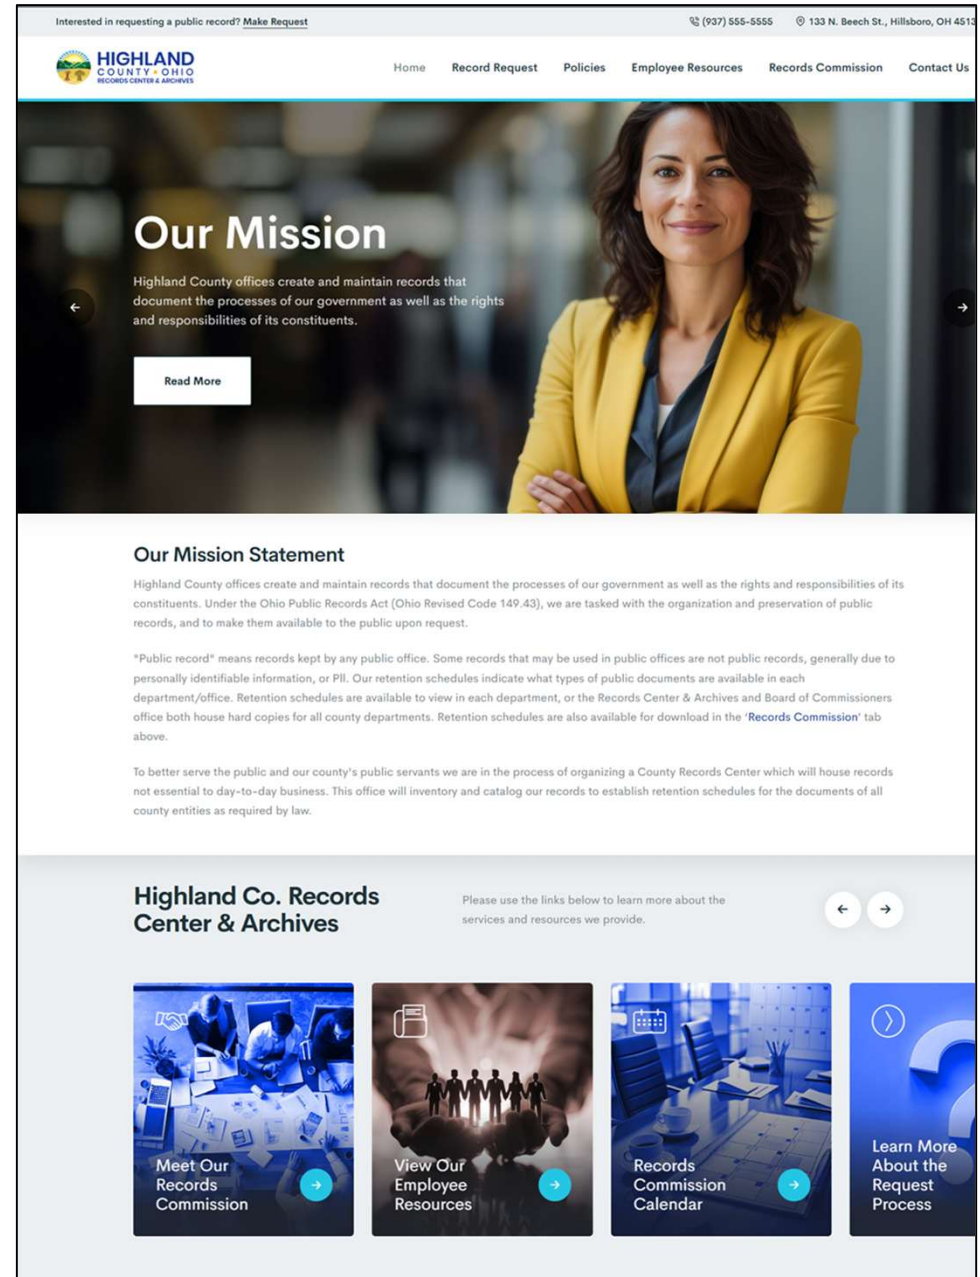 Interested in requesting a public record? Make Request
(937) 555-5555
133 N. Beech St., Hillsboro, OH 4513
HIGHLAND
COUNTY • OHIO
RECORDS CENTER & ARCHIVES
Home Record Request Policies Employee Resources Records Commission Contact Us
Our Mission
Highland County offices create and maintain records that
document the processes of our government as well as the rights
and responsibilities of its constituents.
Read More
Our Mission Statement
Highland County offices create and maintain records that document the processes of our government as well as the rights and responsibilities of its
constituents. Under the Ohio Public Records Act (Ohio Revised Code 149.43), we are tasked with the organization and preservation of public
records, and to make them available to the public upon request.
"Public record" means records kept by any public office. Some records that may be used in public offices are not public records, generally due to
personally identifiable information, or PII. Our retention schedules indicate what types of public documents are available in each
department/office. Retention schedules are available to view in each department, or the Records Center & Archives and Board of Commissioners
office both house hard copies for all county departments. Retention schedules are also available for download in the 'Records Commission' tab
above.
To better serve the public and our county's public servants we are in the process of organizing a County Records Center which will house records
not essential to day-to-day business. This office will inventory and catalog our records to establish retention schedules for the documents of all
county entities as required by law.
Highland Co. Records
Center & Archives
Please use the links below to learn more about the
services and resources we provide.
Meet Our
Records
Commission
View Our
Employee
Resources
Records
Commission
Calendar
Learn More
About the
Request
Process